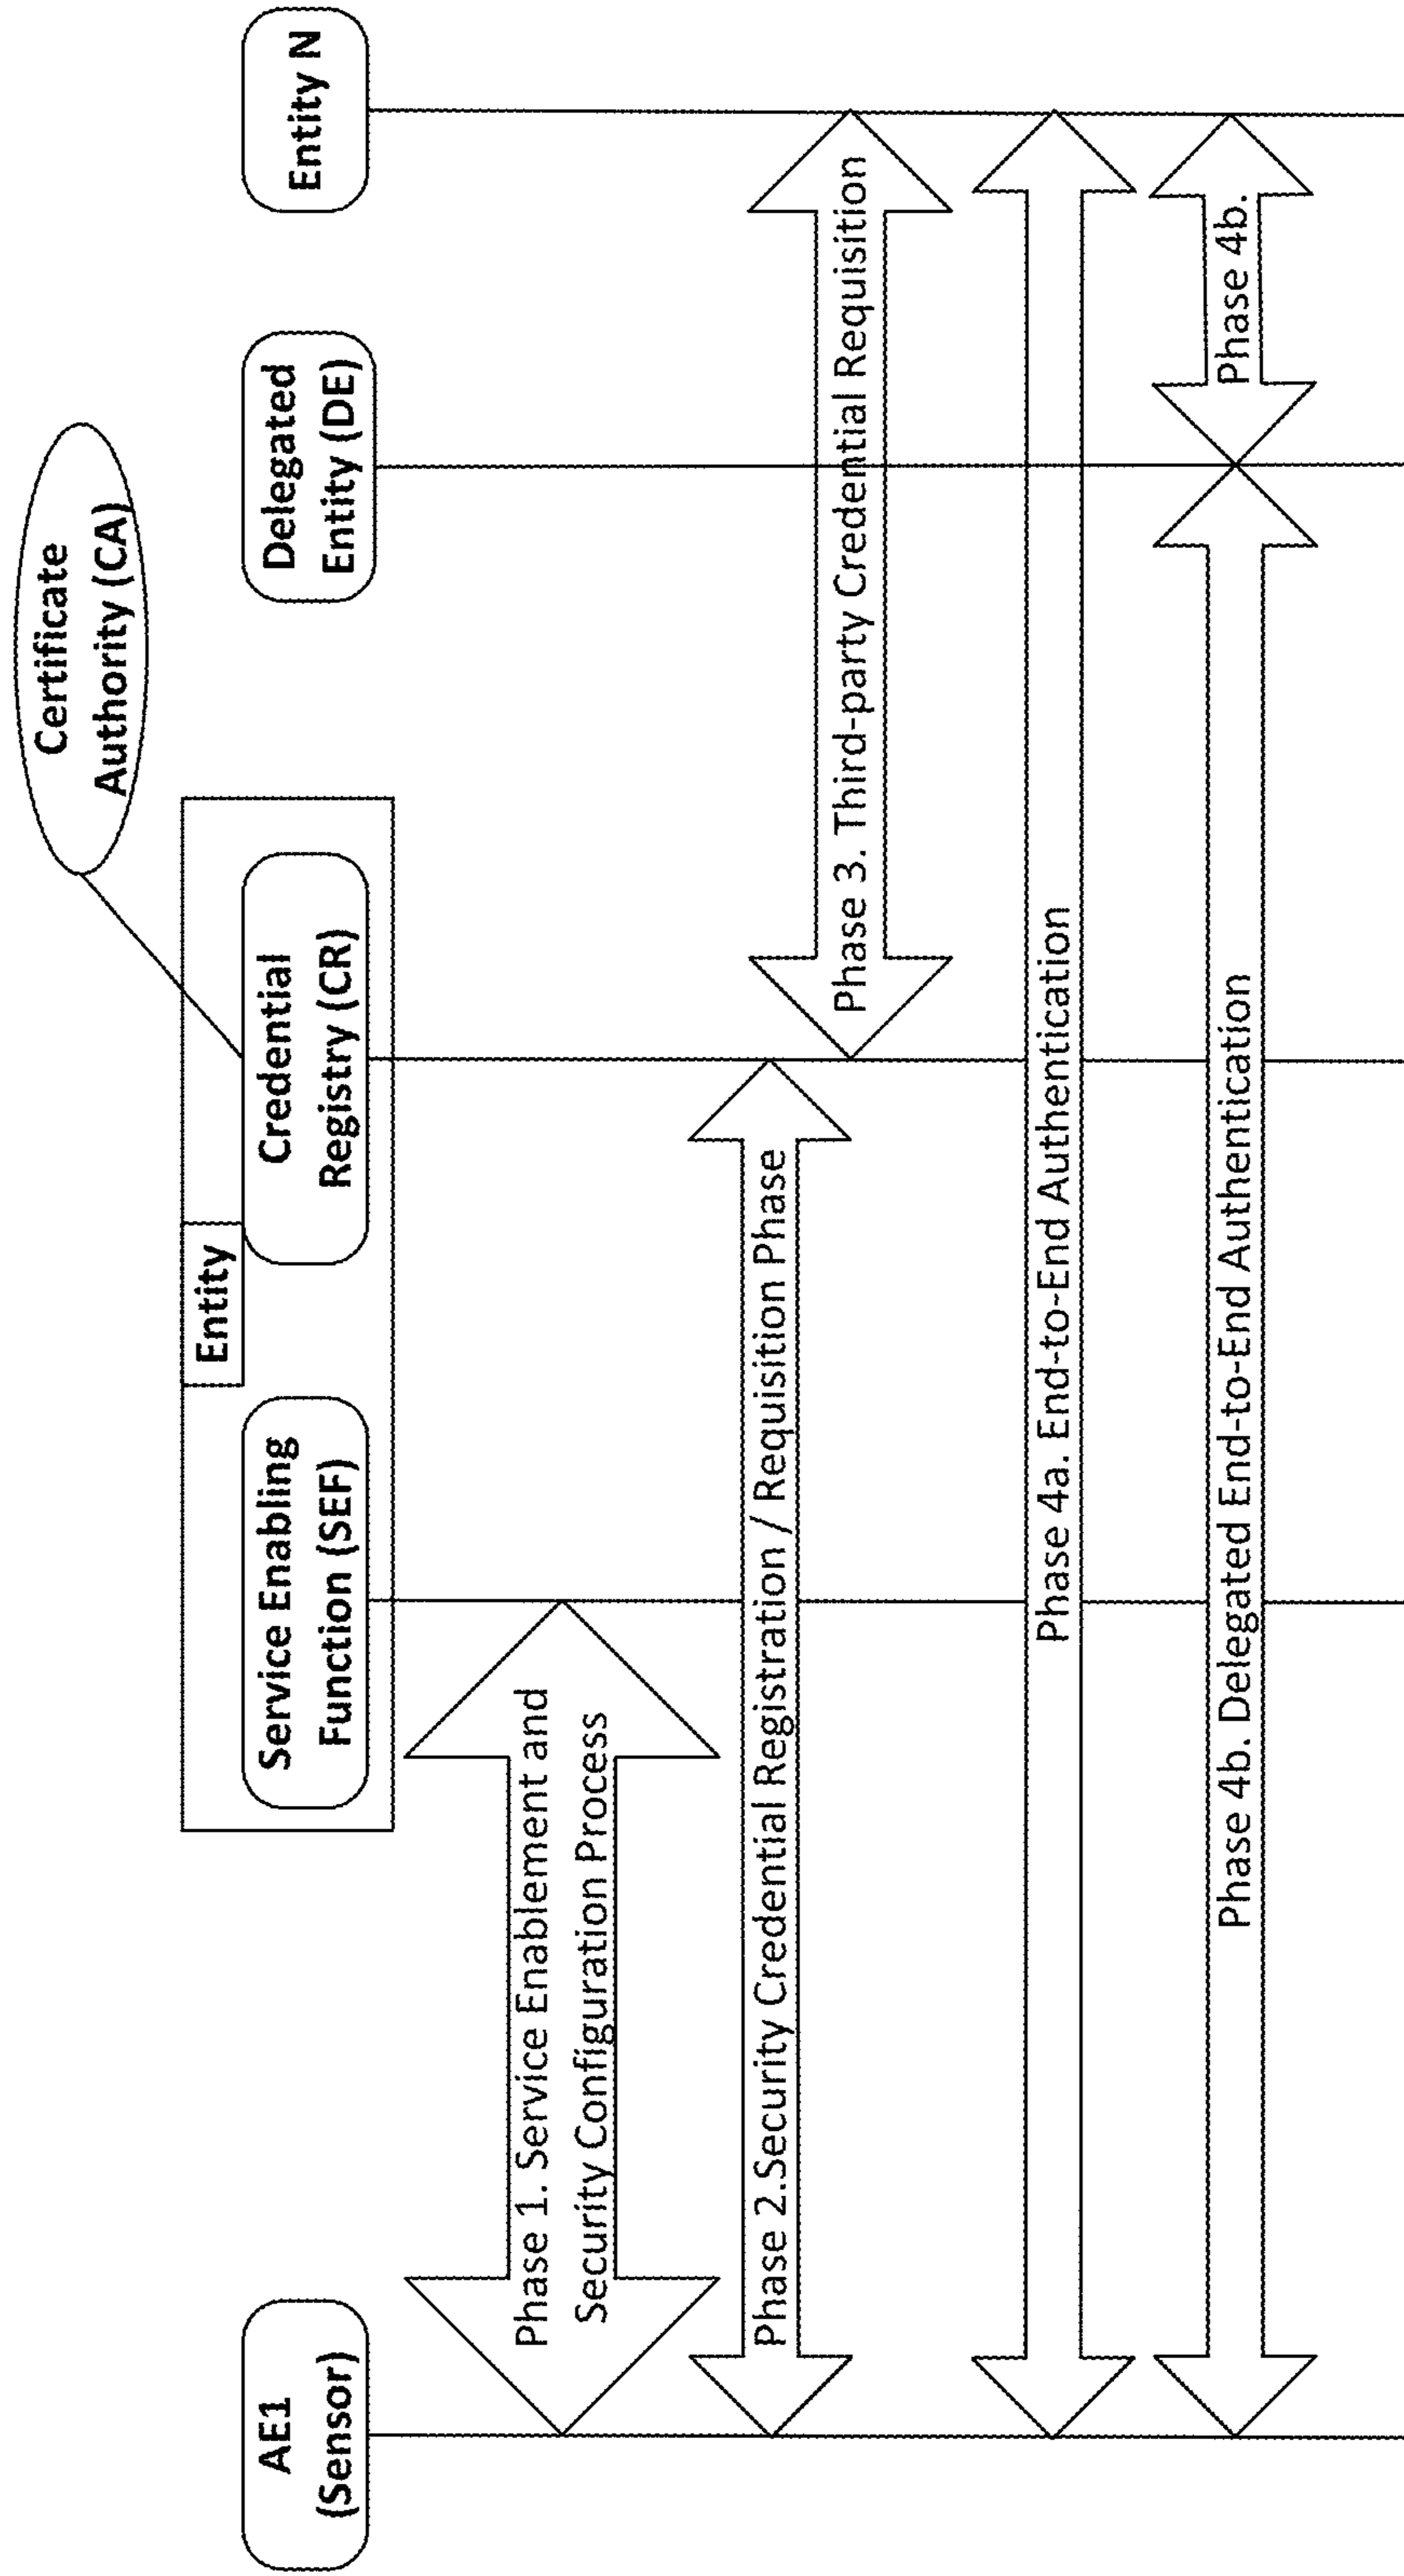 Certificate
Authority (CA)
Entity
AE1
(Sensor)
Service Enabling
Function (SEF)
Credential
Registry (CR)
Delegated
Entity (DE)
Entity N
Phase 1. Service Enablement and
Security Configuration Process
Phase 2.Security Credential Registration / Requisition Phase
Phase 3. Third-party Credential Requisition
Phase 4a. End-to-End Authentication
Phase 4b. Delegated End-to-End Authentication
Phase 4b.